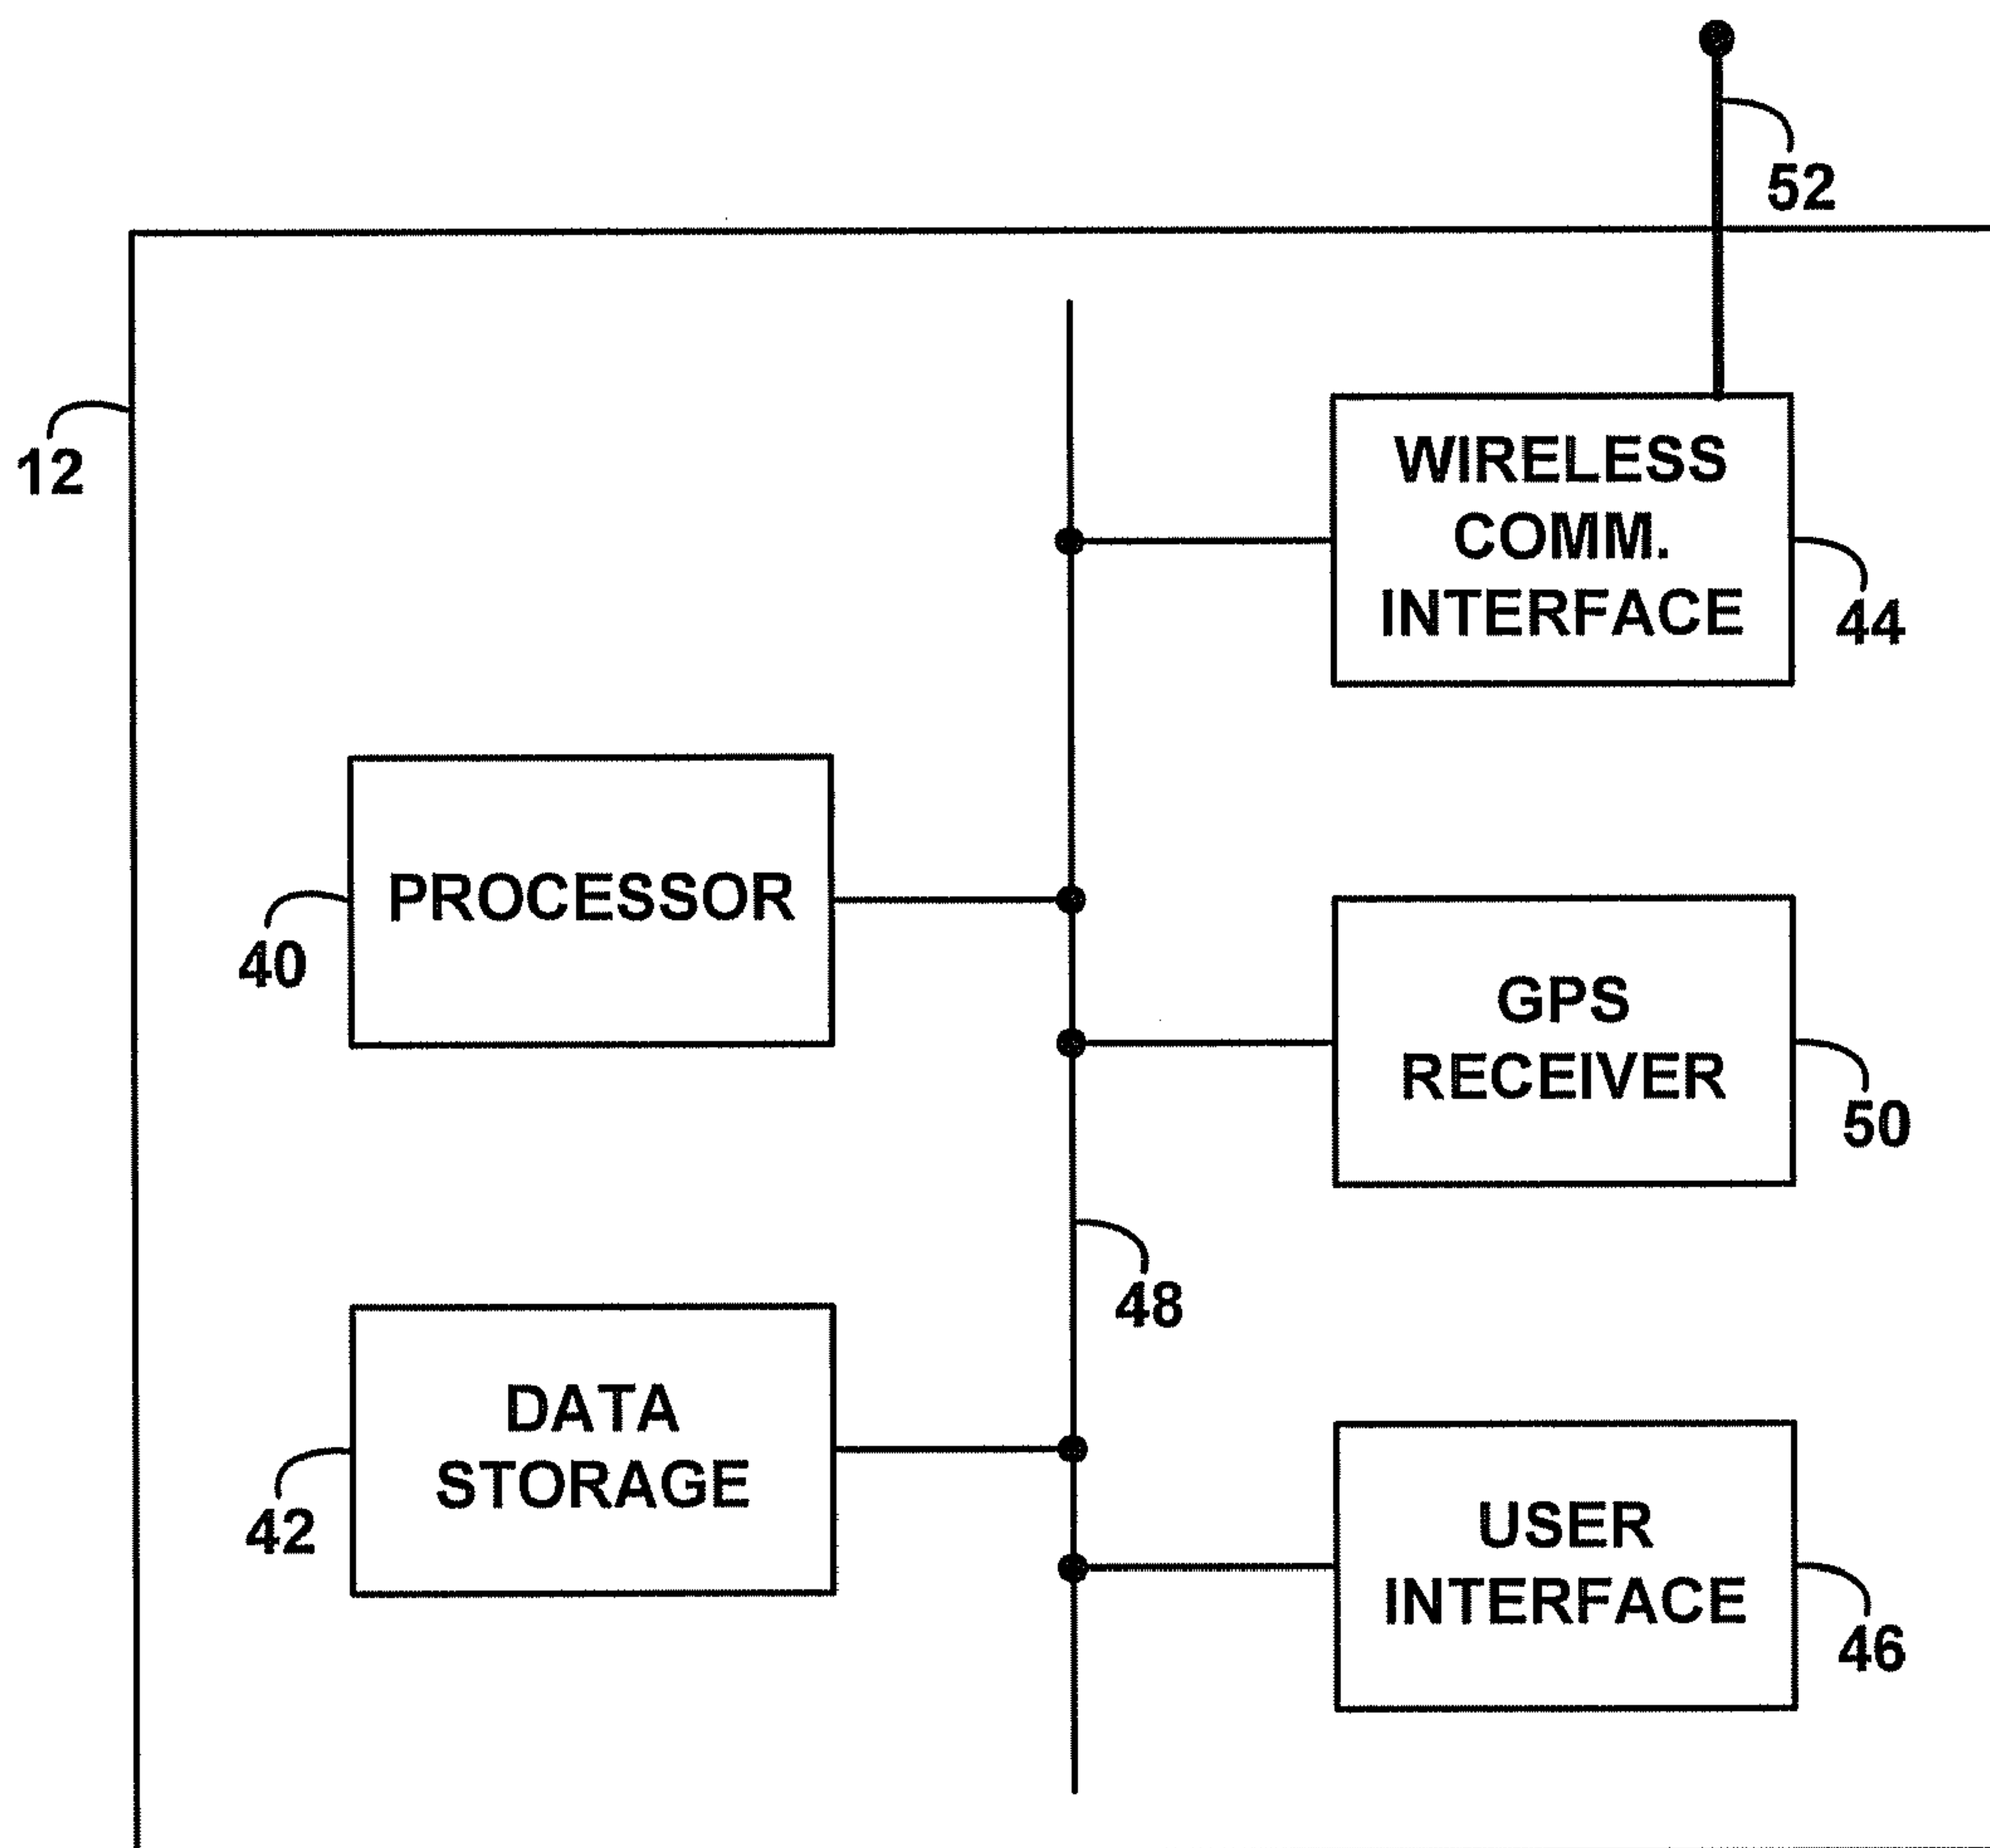 52
12
WIRELESS
COMM.
INTERFACE
44
PROCESSOR
40
GPS
RECEIVER
50
48
DATA
STORAGE
42
USER
INTERFACE
46